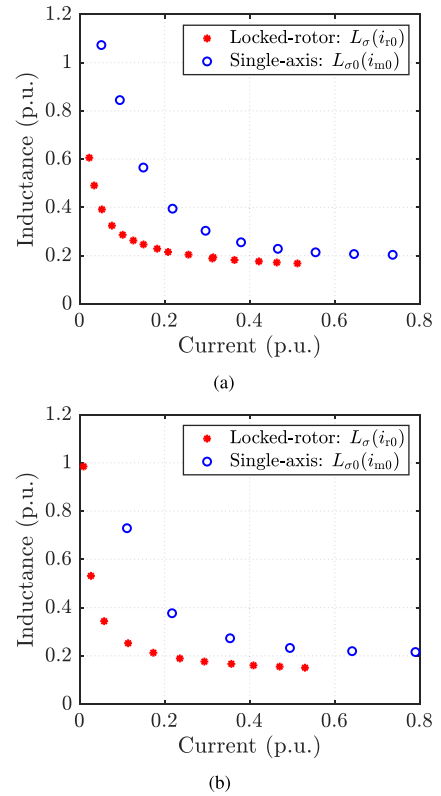 1.2
1
0.8
0.6
0.4
0.2
0
Inductance (p.u.)
Locked-rotor: Lσ(ir0)
Single-axis: Lσ0(im0)
0 0.2 0.4 0.6 0.8
Current (p.u.)
(a)
1.2
1
0.8
0.6
0.4
0.2
0
Inductance (p.u.)
Locked-rotor: Lσ(ir0)
Single-axis: Lσ0(im0)
0 0.2 0.4 0.6 0.8
Current (p.u.)
(b)